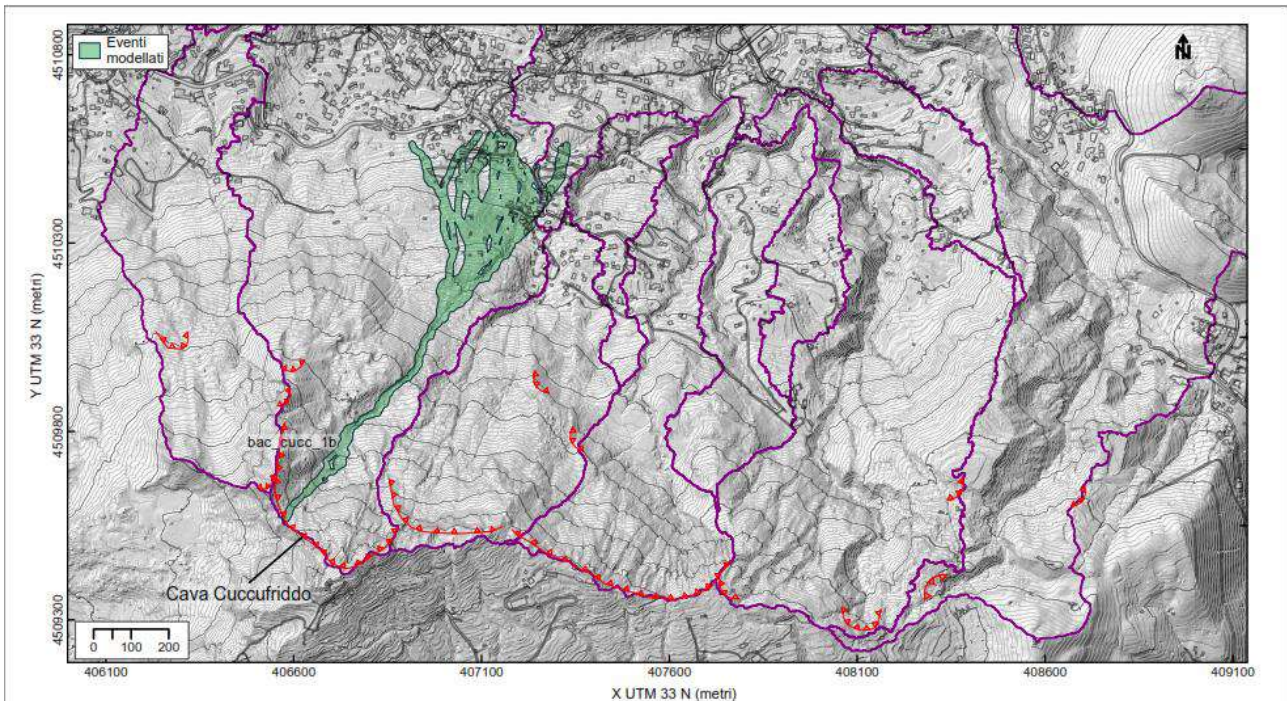 Eventi
modellati
N
4510800
4510300
4509800
4509300
Y UTM 33 N (metri)
bac_cucc_1b
Cava Cuccufriddo
0 100 200
406100 406600 407100 407600 408100 408600 409100
X UTM 33 N (metri)